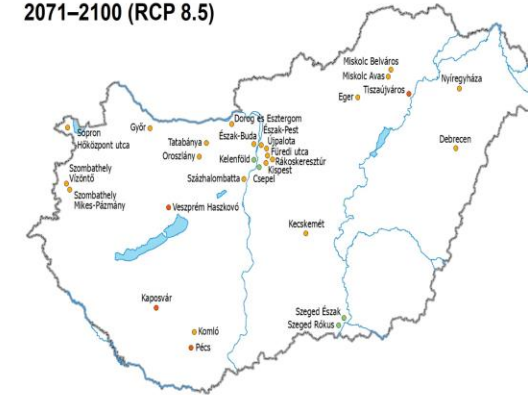 2071–2100 (RCP 8.5)
Miskolc Belváros
Miskolc Avas
Tiszaújváros
Eger
Nyíregyháza
Debrecen
Dorog és Esztergom
Észak-Pest
Észak-Buda
Újpalota
Füredi utca
Kelenföld
Rákoskeresztúr
Kispest
Csepel
Százhalombatta
Győr
Tatabánya
Oroszlány
Sopron
Hőközpont utca
Szombathely
Vízöntő
Szombathely
Mikes-Pázmány
Veszprém Haszkovó
Kecskemét
Kaposvár
Komló
Pécs
Szeged Észak
Szeged Rókus